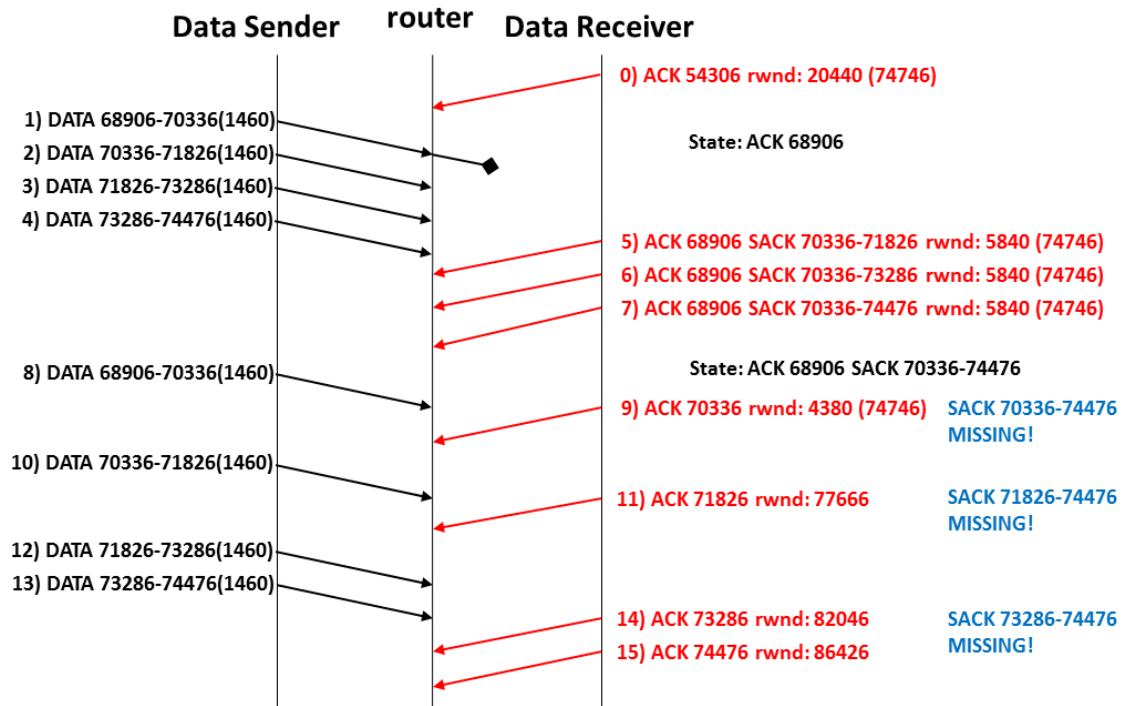 Data Sender router Data Receiver
0) ACK 54306 rwnd: 20440 (74746)
1) DATA 68906-70336(1460)
State: ACK 68906
2) DATA 70336-71826(1460)
3) DATA 71826-73286(1460)
4) DATA 73286-74476(1460)
5) ACK 68906 SACK 70336-71826 rwnd: 5840 (74746)
6) ACK 68906 SACK 70336-73286 rwnd: 5840 (74746)
7) ACK 68906 SACK 70336-74476 rwnd: 5840 (74746)
State: ACK 68906 SACK 70336-74476
8) DATA 68906-70336(1460)
9) ACK 70336 rwnd: 4380 (74746) SACK 70336-74476
MISSING!
10) DATA 70336-71826(1460)
11) ACK 71826 rwnd: 77666 SACK 71826-74476
MISSING!
12) DATA 71826-73286(1460)
13) DATA 73286-74476(1460)
14) ACK 73286 rwnd: 82046 SACK 73286-74476
MISSING!
15) ACK 74476 rwnd: 86426